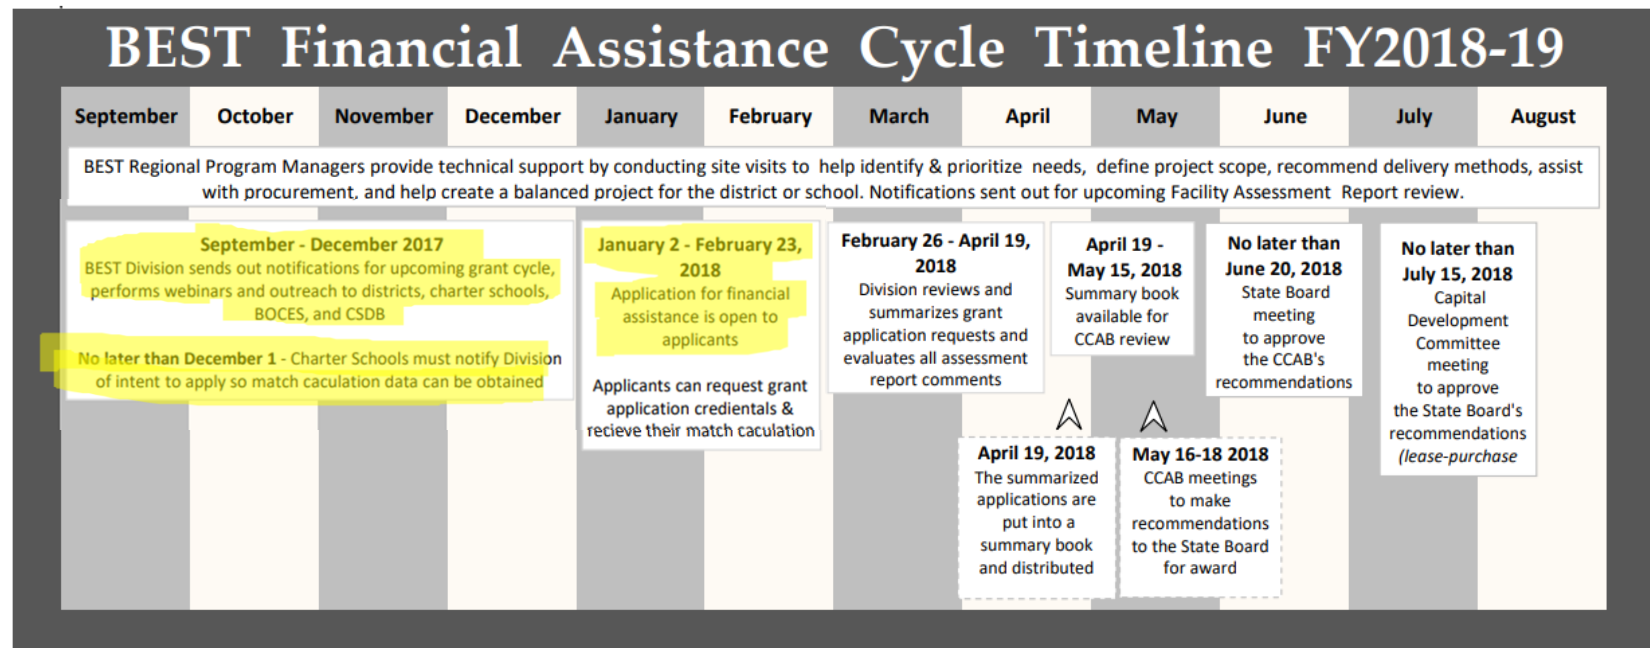 BEST Financial Assistance Cycle Timeline FY2018-19
September October November December January February March April May June July August
BEST Regional Program Managers provide technical support by conducting site visits to help identify & prioritize needs, define project scope, recommend delivery methods, assist
with procurement, and help create a balanced project for the district or school. Notifications sent out for upcoming Facility Assessment Report review.
September - December 2017
BEST Division sends out notifications for upcoming grant cycle,
performs webinars and outreach to districts, charter schools,
BOCES, and CSDB
No later than December 1 - Charter Schools must notify Division
of intent to apply so match caculation data can be obtained
January 2 - February 23,
2018
Application for financial
assistance is open to
applicants
Applicants can request grant
application credientals &
recieve their match caculation
February 26 - April 19,
2018
Division reviews and
summarizes grant
application requests and
evaluates all assessment
report comments
April 19 -
May 15, 2018
Summary book
available for
CCAB review
No later than
June 20, 2018
State Board
meeting
to approve
the CCAB's
recommendations
No later than
July 15, 2018
Capital
Development
Committee
meeting
to approve
the State Board's
recommendations
(lease-purchase
April 19, 2018
The summarized
applications are
put into a
summary book
and distributed
May 16-18 2018
CCAB meetings
to make
recommendations
to the State Board
for award